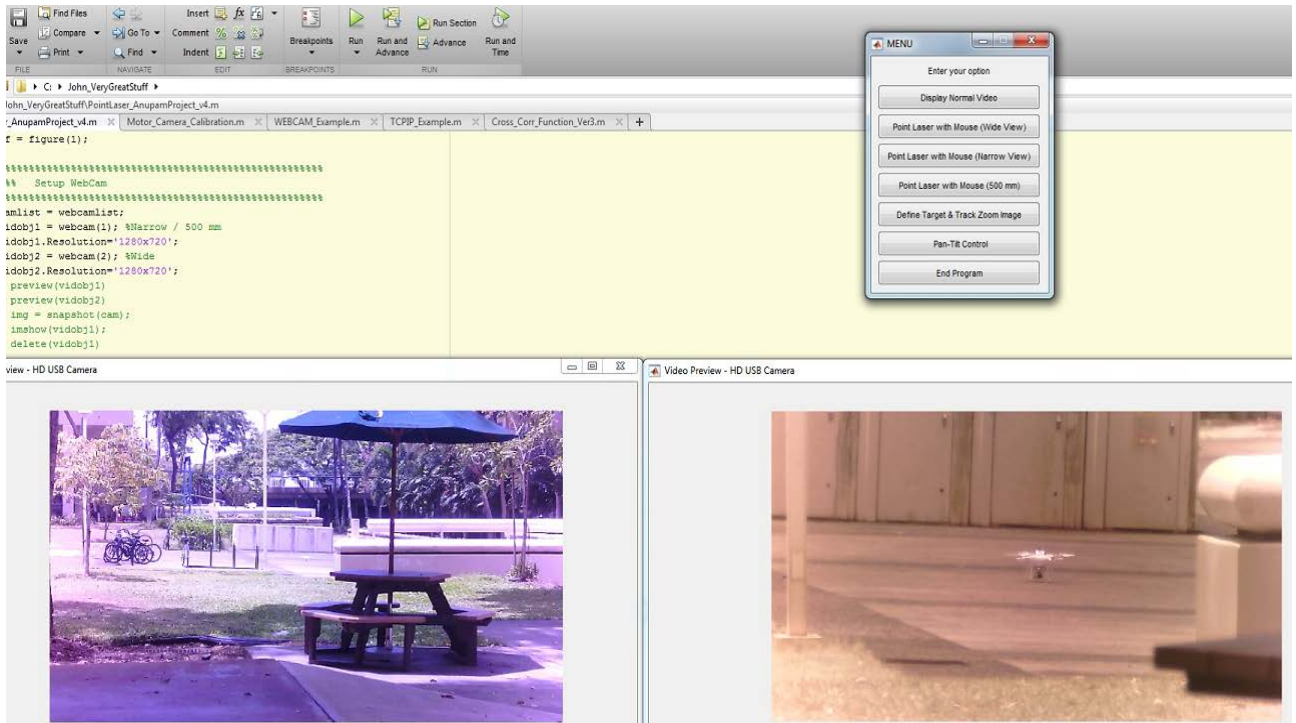 Find Files
Insert fx
Compare
Go To
Comment
Run Section
Save
Print
Find
Indent
Breakpoints
Run
Run and Advance
Advance
Run and Time
FILE
NAVIGATE
EDIT
BREAKPOINTS
RUN
C: John_VeryGreatStuff
John_VeryGreatStuff\PointLaser_AnupamProject_v4.m
_AnupamProject_v4.m
Motor_Camera_Calibration.m
WEBCAM_Example.m
TCPIP_Example.m
Cross_Corr_Function_Ver3.m
+
f = figure(1);
%%%%%%%%%%%%%%%%%%%%%%%%%%%%%%%%%%%%%%%%%%%%%%%%%%%%%%
%% Setup WebCam
%%%%%%%%%%%%%%%%%%%%%%%%%%%%%%%%%%%%%%%%%%%%%%%%%%%%%%
amlist = webcamlist;
idobj1 = webcam(1); %Narrow / 500 mm
idobj1.Resolution='1280x720';
idobj2 = webcam(2); %Wide
idobj2.Resolution='1280x720';
preview(vidobj1)
preview(vidobj2)
img = snapshot(cam);
imshow(vidobj1);
delete(vidobj1)
MENU
Enter your option
Display Normal Video
Point Laser with Mouse (Wide View)
Point Laser with Mouse (Narrow View)
Point Laser with Mouse (500 mm)
Define Target & Track Zoom Image
Pan-Tilt Control
End Program
view - HD USB Camera
Video Preview - HD USB Camera